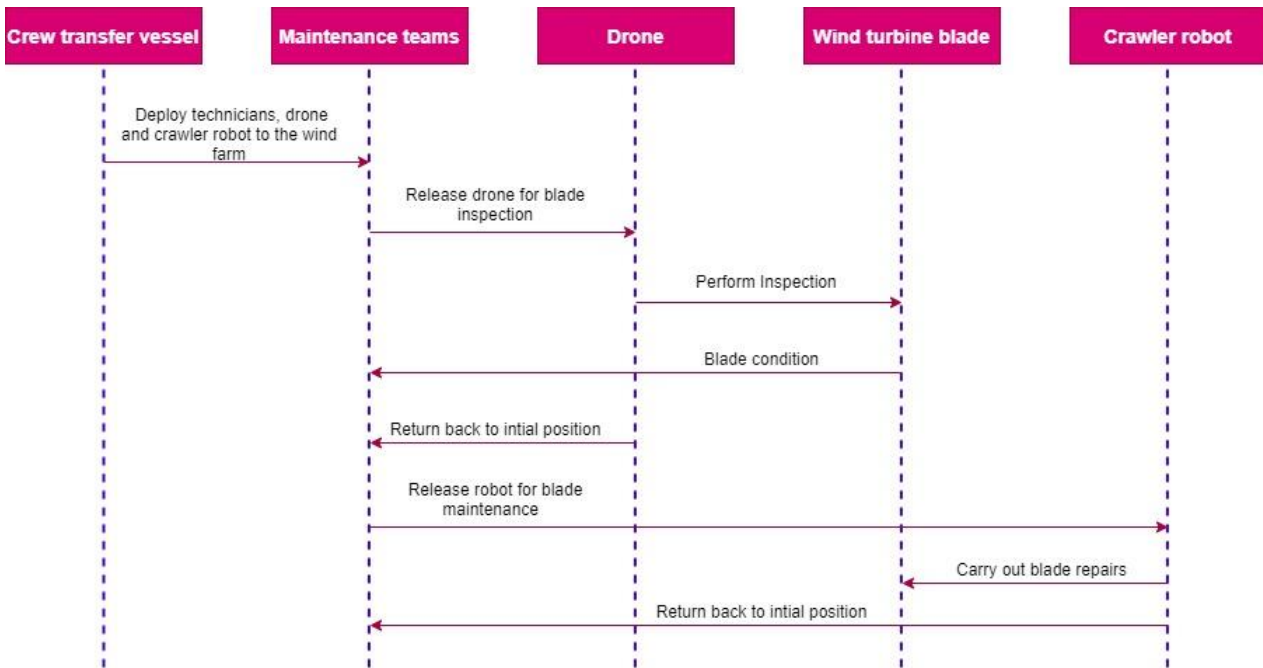 Crew transfer vessel
Maintenance teams
Drone
Wind turbine blade
Crawler robot
Deploy technicians, drone
and crawler robot to the wind
farm
Release drone for blade
inspection
Perform Inspection
Blade condition
Return back to intial position
Release robot for blade
maintenance
Carry out blade repairs
Return back to intial position